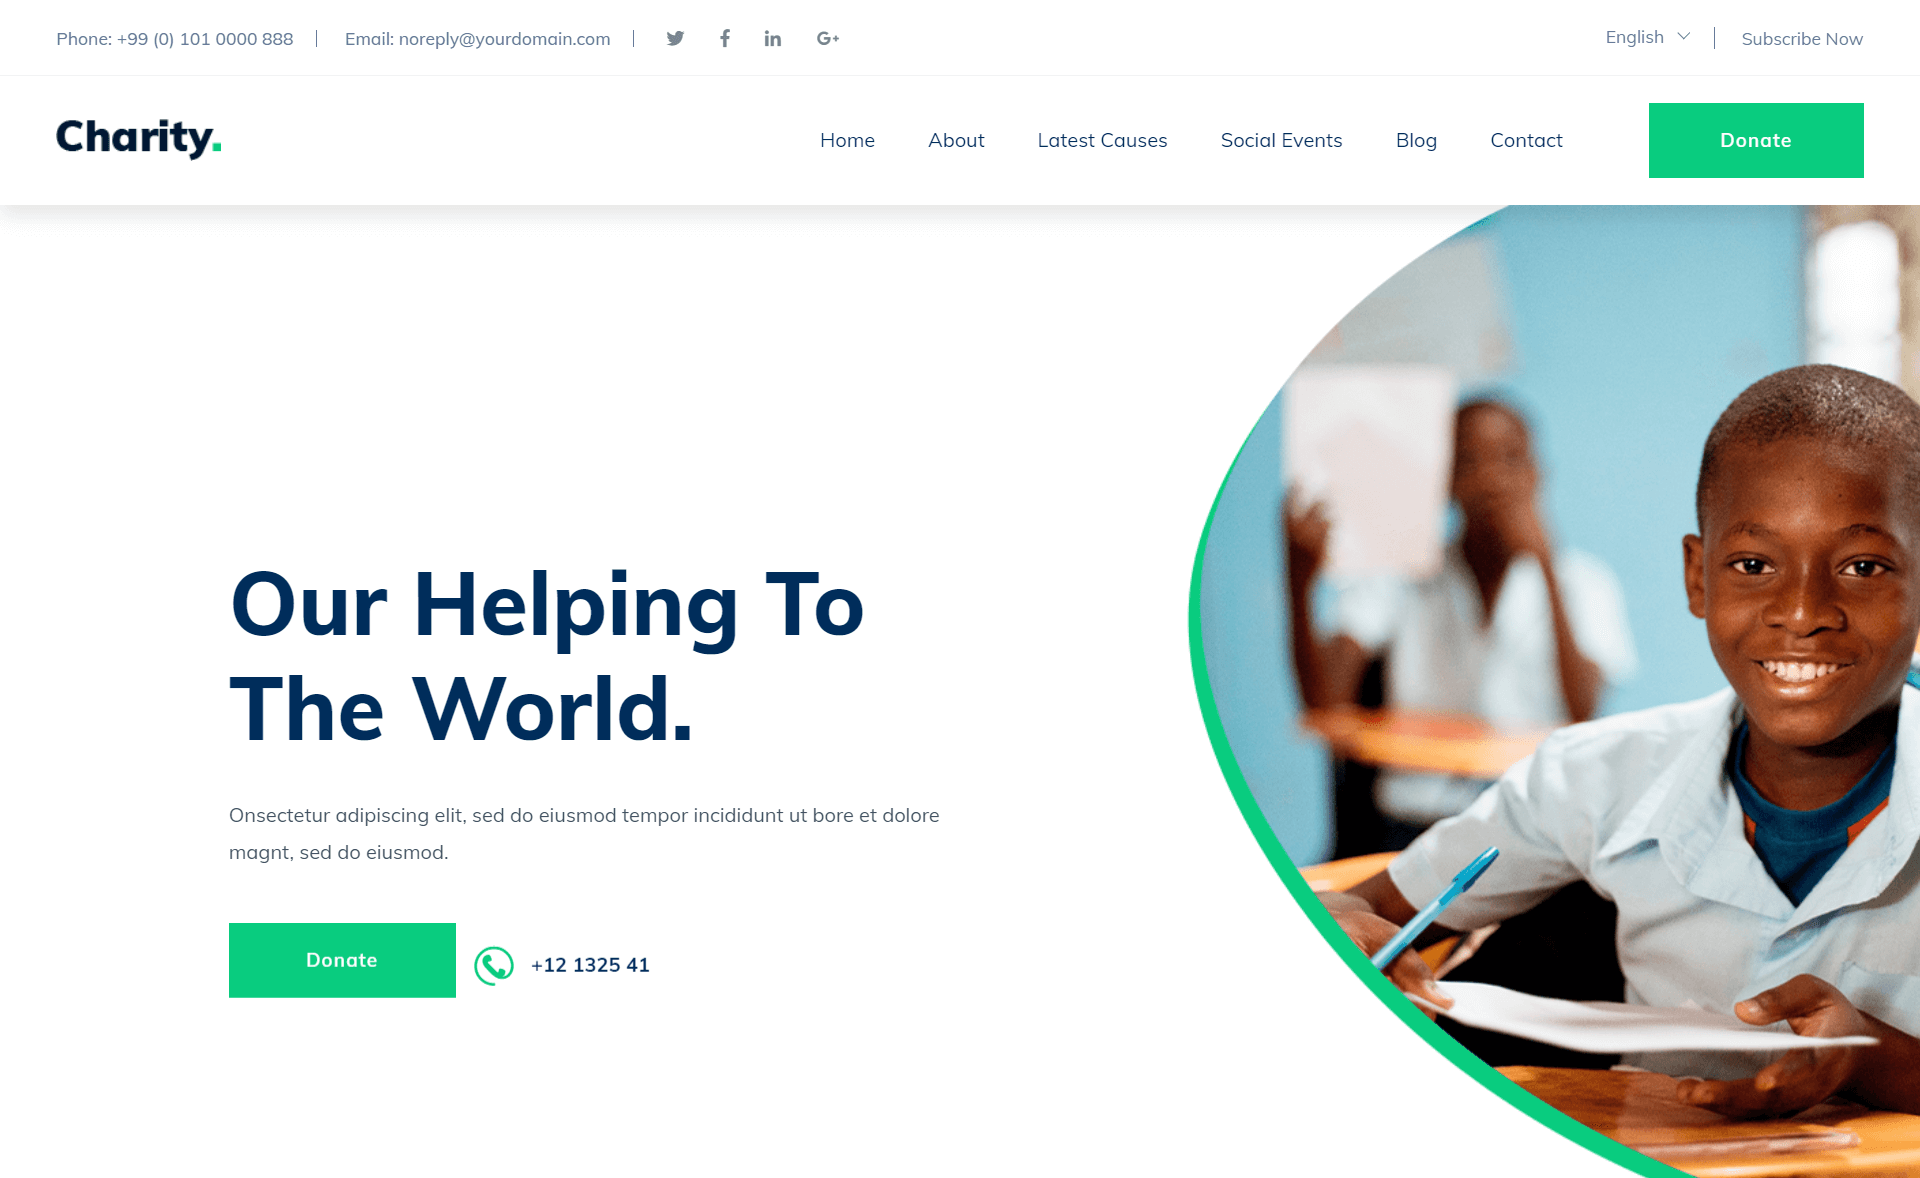 Phone: +99 (0) 101 0000 888
Email: noreply@yourdomain.com
English
Subscribe Now
Charity.
Home
About
Latest Causes
Social Events
Blog
Contact
Donate
Our Helping To
The World.
Onsectetur adipiscing elit, sed do eiusmod tempor incididunt ut bore et dolore
magnt, sed do eiusmod.
Donate
+12 1325 41